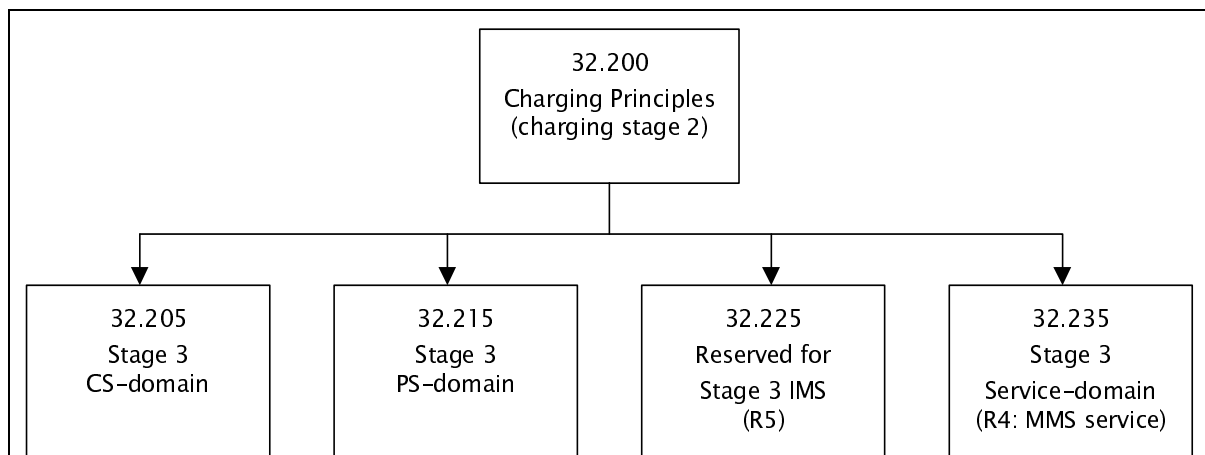 32.200
Charging Principles
(charging stage 2)
32.205
Stage 3
CS-domain
32.215
Stage 3
PS-domain
32.225
Reserved for
Stage 3 IMS
(R5)
32.235
Stage 3
Service-domain
(R4: MMS service)